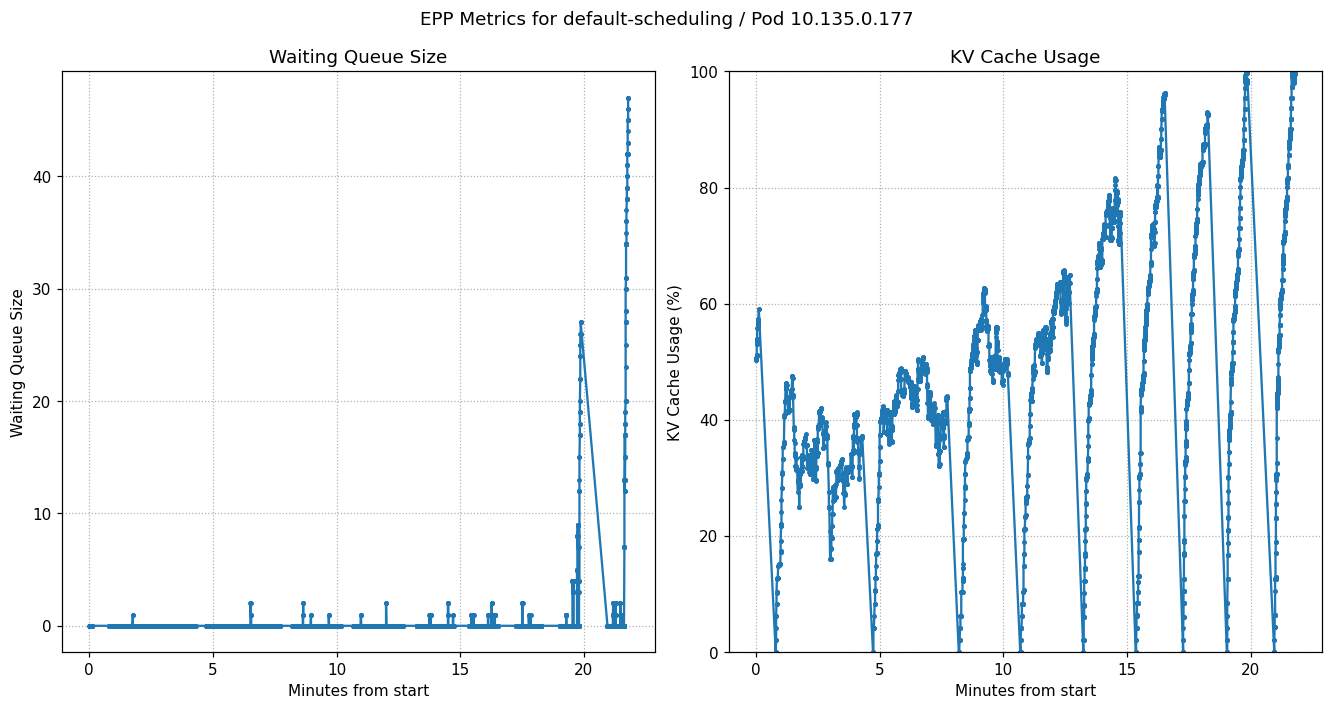 EPP Metrics for default-scheduling / Pod 10.135.0.177
Waiting Queue Size
Waiting Queue Size
40
30
20
10
0
0 5 10 15 20
Minutes from start
KV Cache Usage
KV Cache Usage (%)
100
80
60
40
20
0
0 5 10 15 20
Minutes from start